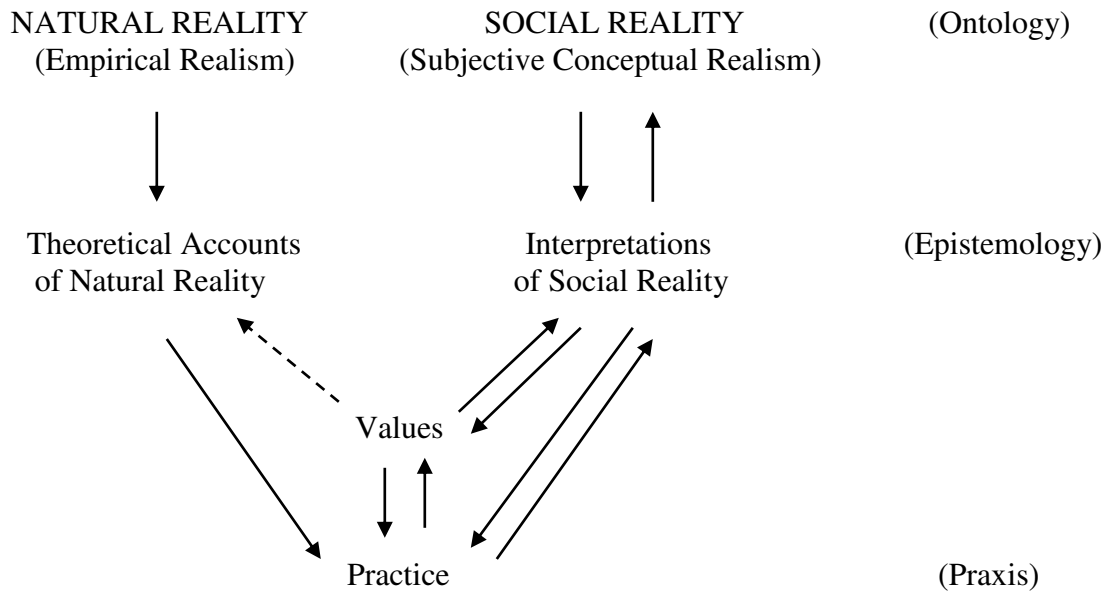 NATURAL REALITY SOCIAL REALITY (Ontology)
(Empirical Realism) (Subjective Conceptual Realism)
Theoretical Accounts Interpretations (Epistemology)
of Natural Reality of Social Reality
Values
Practice (Praxis)